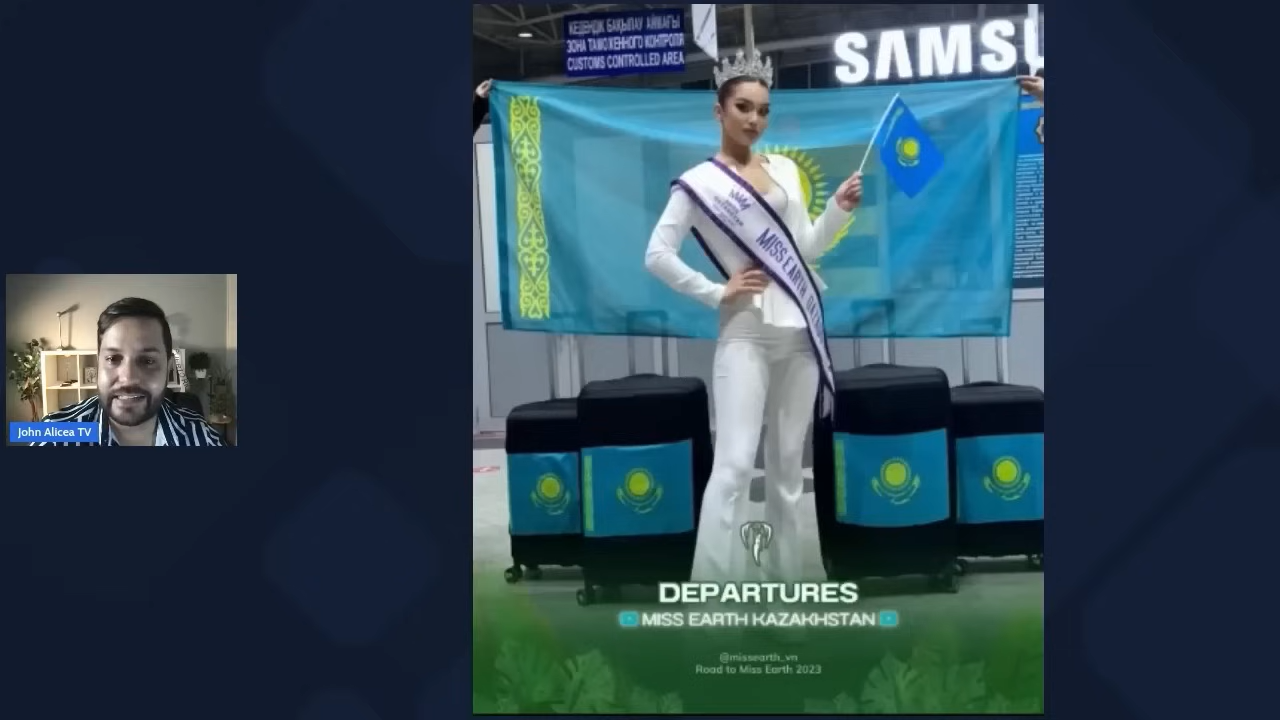 КЕДЕНДІК БАҚЫЛАУ АЙМАҒЫ
ЗОНА ТАМОЖЕННОГО КОНТРОЛЯ
CUSTOMS CONTROLLED AREA
SAMSU
MISS EARTH
John Alicea TV
DEPARTURES
MISS EARTH KAZAKHSTAN
@missearth_vn
Road to Miss Earth 2023